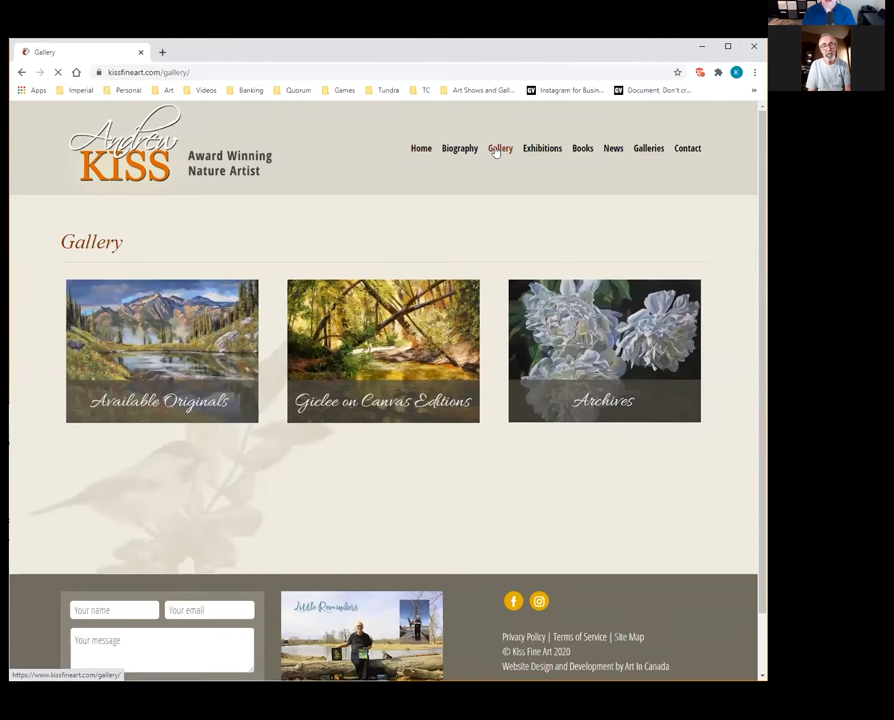 Gallery
kissfineart.com/gallery/
Apps Imperial Personal Art Videos Banking Quorum Games Tundra TC Art Shows and Gall... Instagram for Busin... Document, Don't cr...
Andrew
KISS
Award Winning
Nature Artist
Home Biography Gallery Exhibitions Books News Galleries Contact
Gallery
Available Originals
Giclee on Canvas Editions
Archives
Your name
Your email
Your message
Little Reminders
Privacy Policy | Terms of Service | Site Map
© Kiss Fine Art 2020
Website Design and Development by Art In Canada
https://www.kissfineart.com/gallery/